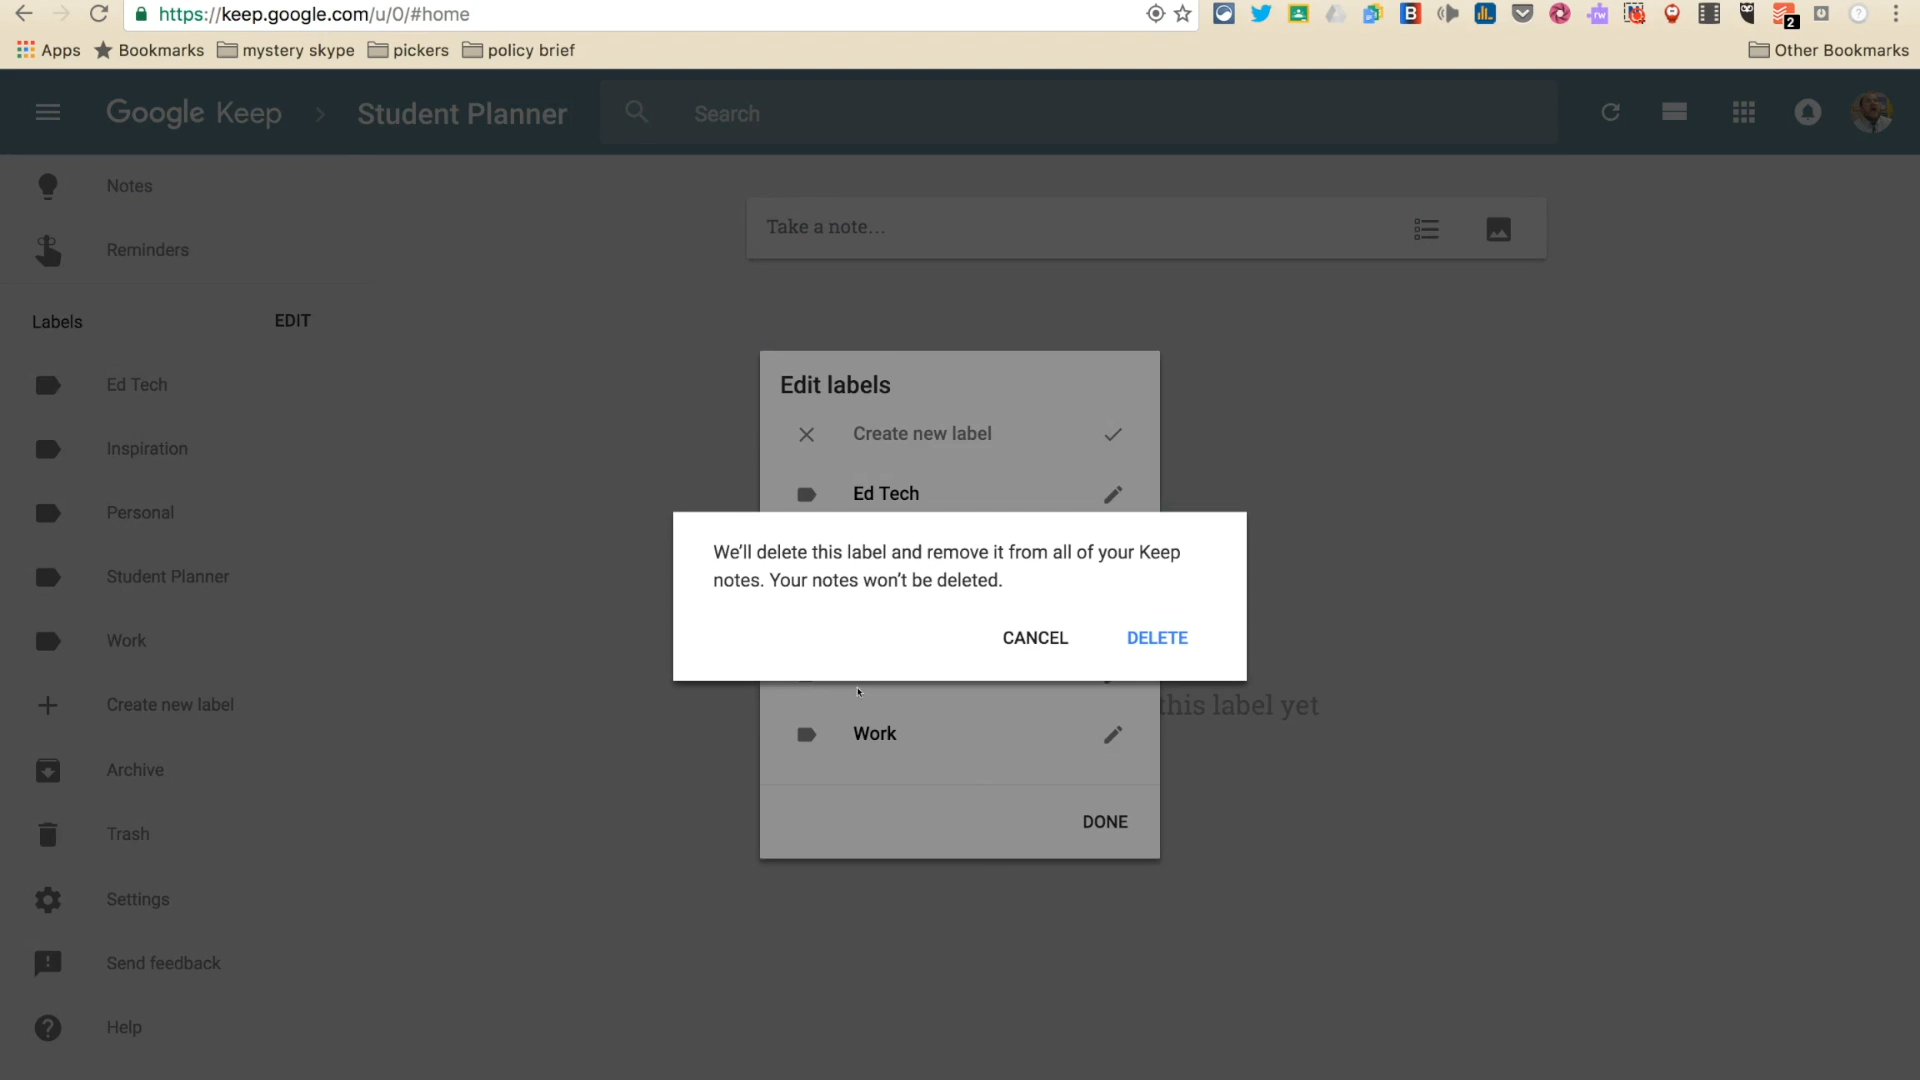 https://keep.google.com/u/0/#home
2
Apps
Bookmarks
mystery skype
pickers
policy brief
Other Bookmarks
Google Keep
Student Planner
Search
Notes
Reminders
Labels
EDIT
Ed Tech
Inspiration
Personal
Student Planner
Work
Create new label
Archive
Trash
Settings
Send feedback
Help
Take a note…
Edit labels
Create new label
Ed Tech
We’ll delete this label and remove it from all of your Keep
notes. Your notes won’t be deleted.
CANCEL
DELETE
this label yet
Work
DONE